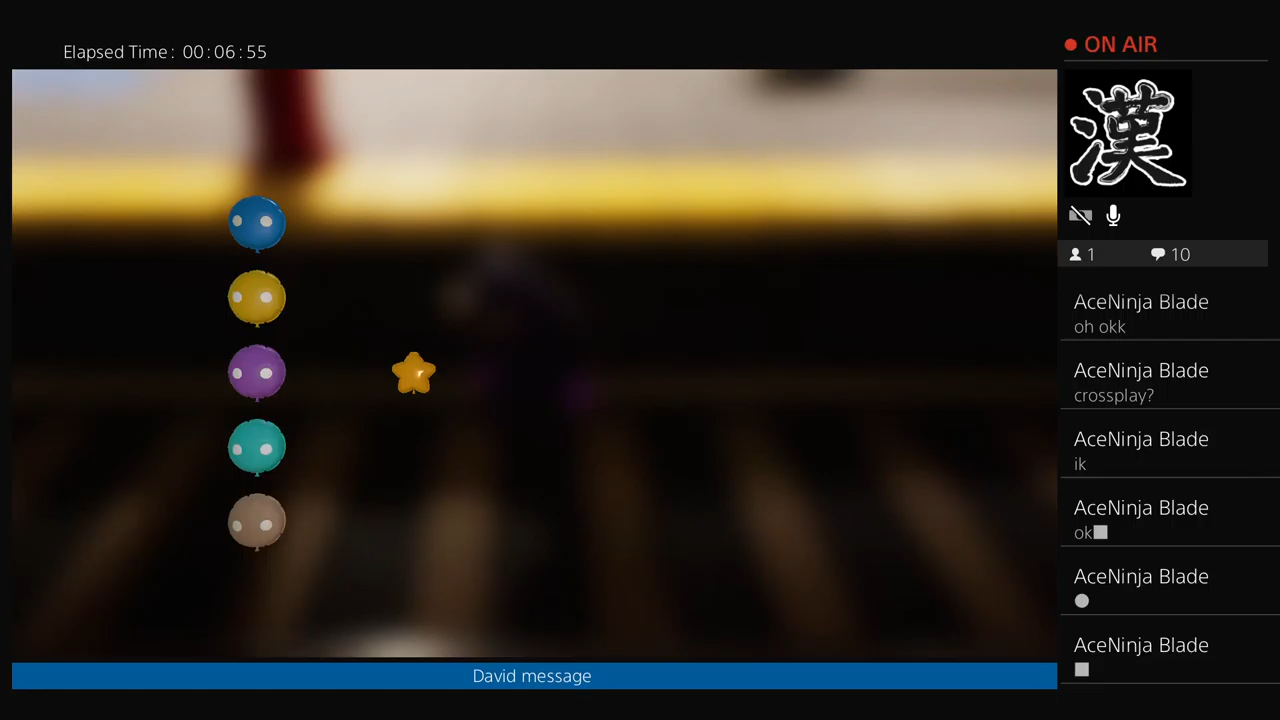 Elapsed Time: 00:06:55
ON AIR
漢
1 10
AceNinja Blade
oh okk
AceNinja Blade
crossplay?
AceNinja Blade
ik
AceNinja Blade
ok■
AceNinja Blade
●
AceNinja Blade
■
David message